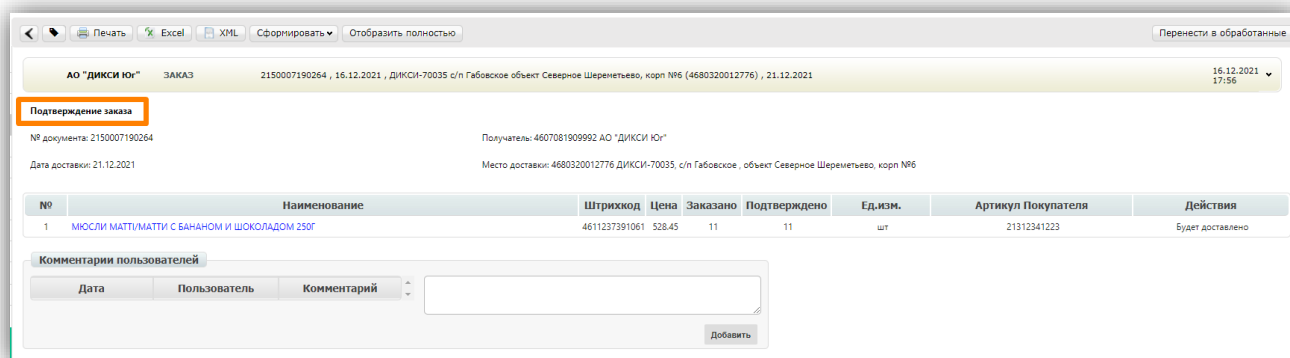 Печать Excel XML Сформировать Отобразить полностью Перенести в обработанные
АО "ДИКСИ Юг" ЗАКАЗ 2150007190264 , 16.12.2021 , ДИКСИ-70035 с/п Габовское объект Северное Шереметьево, корп №6 (4680320012776) , 21.12.2021 16.12.2021
17:56
Подтверждение заказа
№ документа: 2150007190264 Получатель: 4607081909992 АО "ДИКСИ Юг"
Дата доставки: 21.12.2021 Место доставки: 4680320012776 ДИКСИ-70035, с/п Габовское , объект Северное Шереметьево, корп №6
№ Наименование Штрихкод Цена Заказано Подтверждено Ед.изм. Артикул Покупателя Действия
1 МЮСЛИ MATTI/МАТТИ С БАНАНОМ И ШОКОЛАДОМ 250Г 4611237391061 528.45 11 11 шт 21312341223 Будет доставлено
Комментарии пользователей
Дата Пользователь Комментарий
Добавить